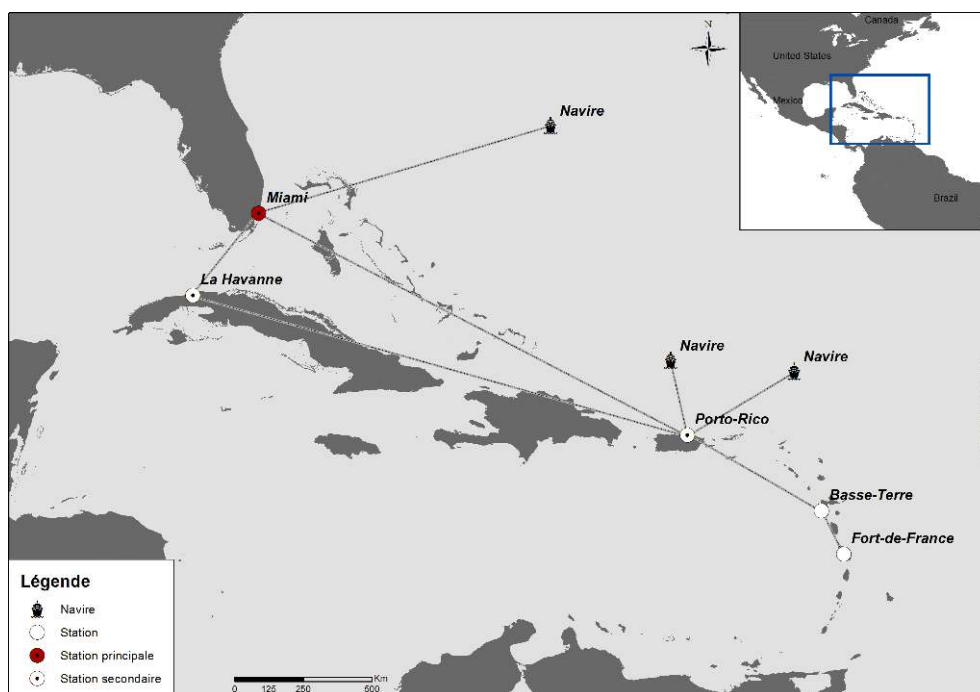 N
Canada
United States
Mexico
Brazil
Navire
Miami
La Havanne
Navire
Navire
Porto-Rico
Basse-Terre
Fort-de-France
Légende
Navire
Station
Station principale
Station secondaire
Km
0 125 250 500